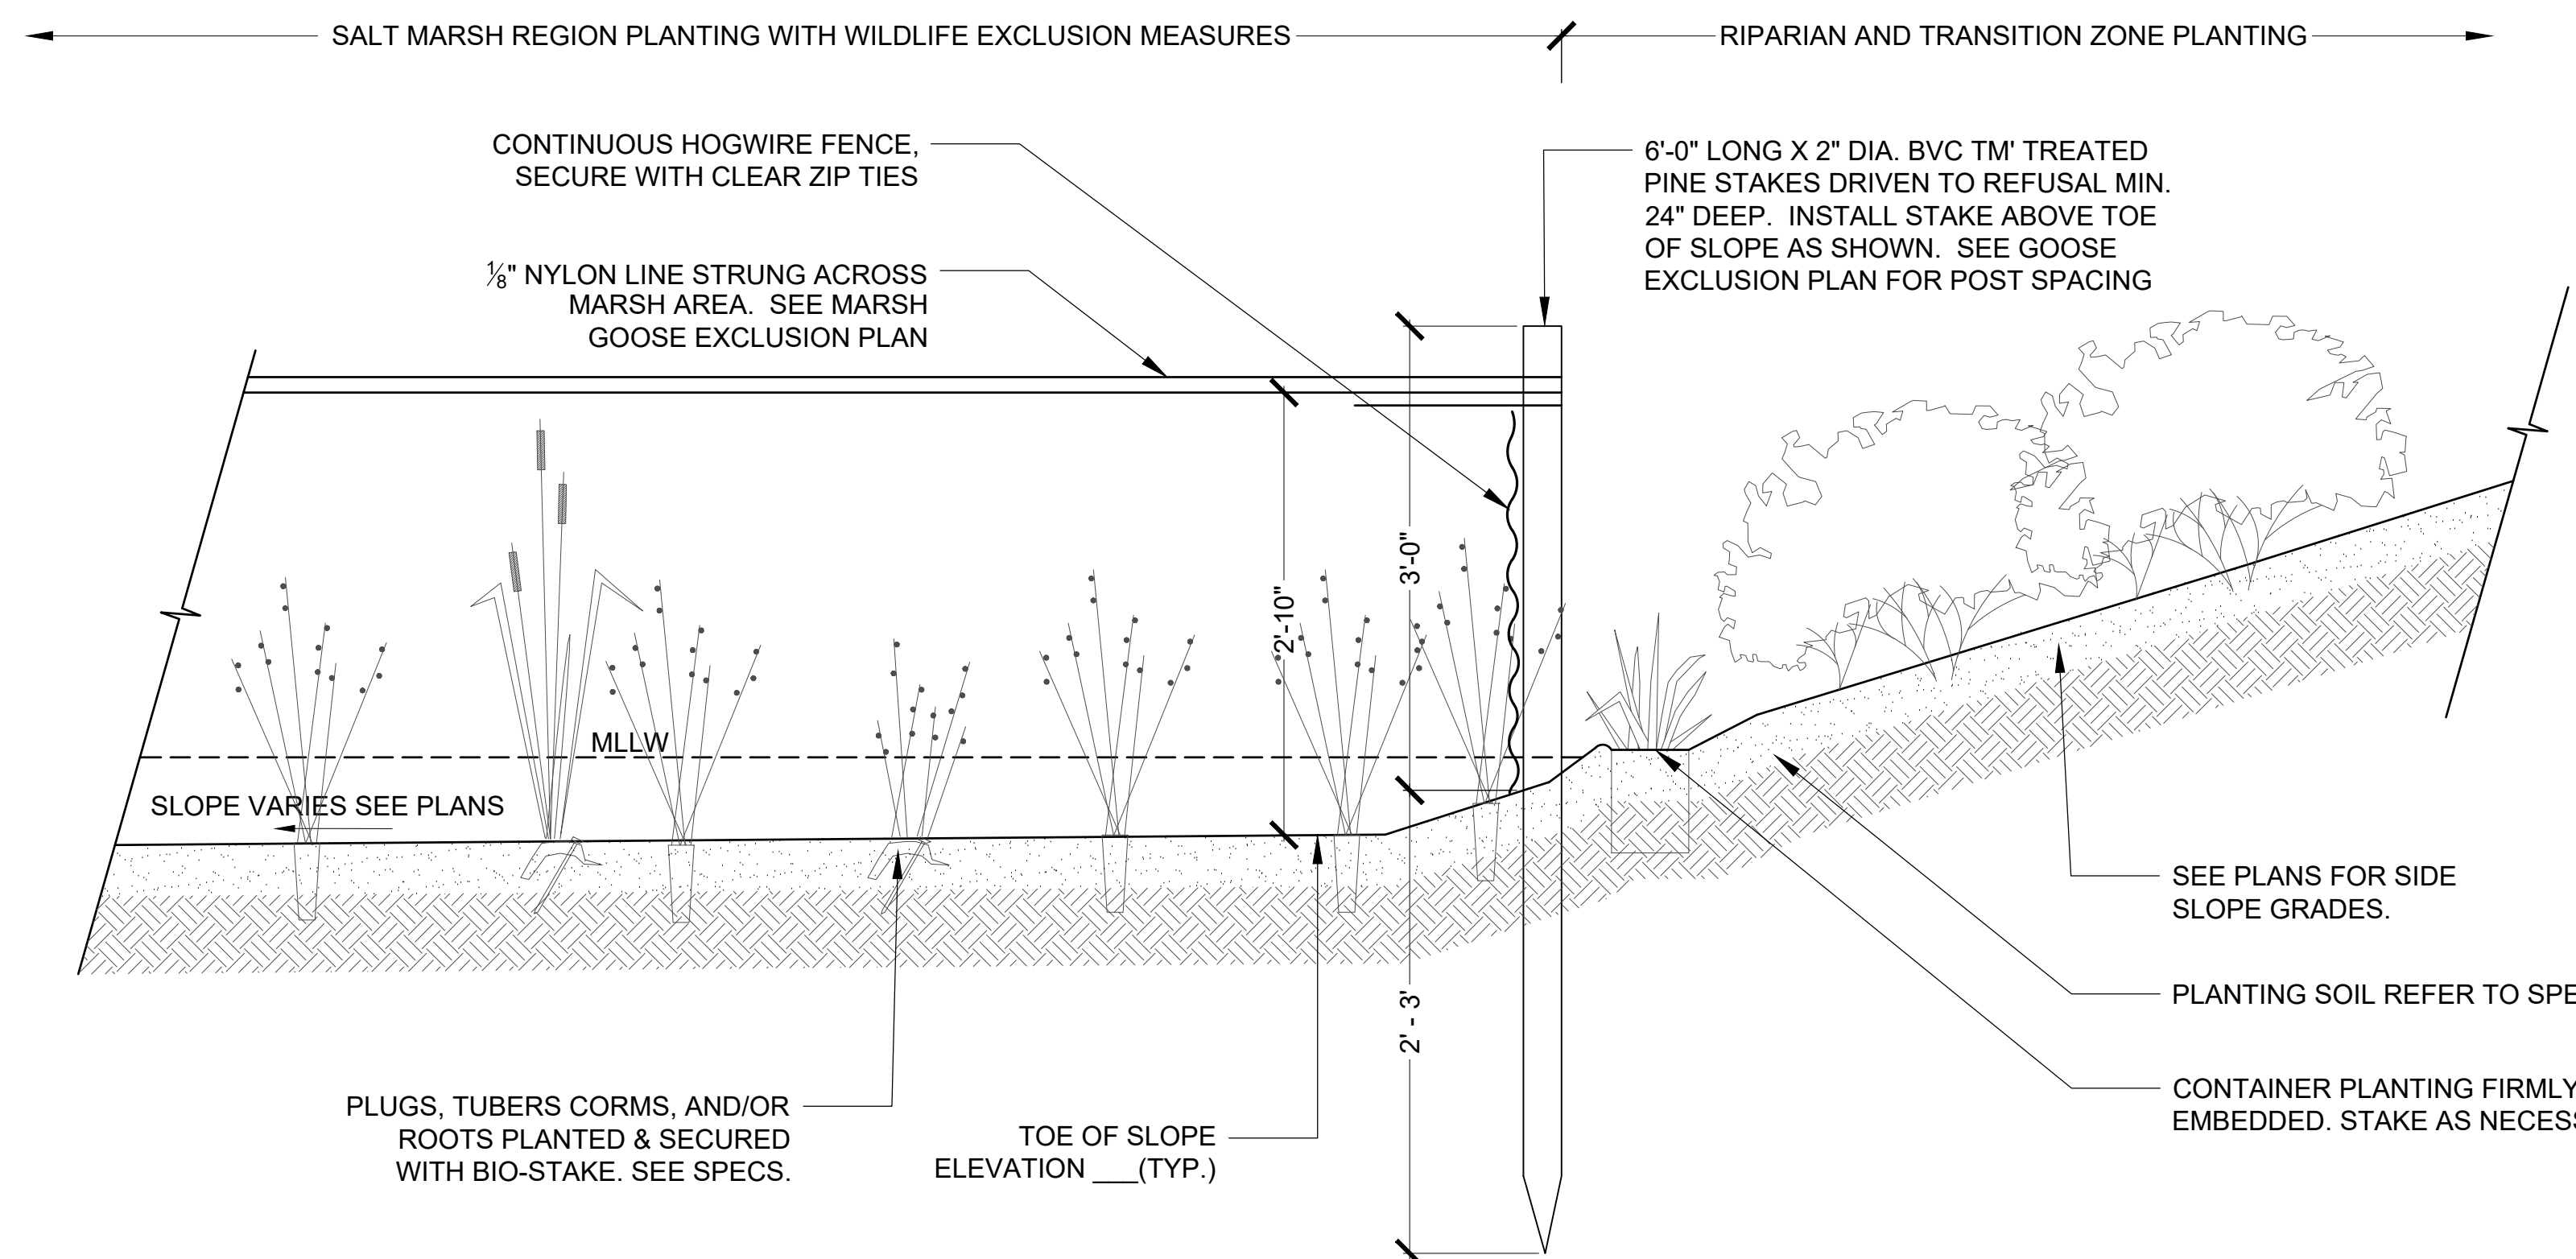 SALT MARSH REGION PLANTING WITH WILDLIFE EXCLUSION MEASURES
RIPARIAN AND TRANSITION ZONE PLANTING
CONTINUOUS HOGWIRE FENCE,
SECURE WITH CLEAR ZIP TIES
⅛" NYLON LINE STRUNG ACROSS
MARSH AREA. SEE MARSH
GOOSE EXCLUSION PLAN
6'-0" LONG X 2" DIA. BVC TM' TREATED
PINE STAKES DRIVEN TO REFUSAL MIN.
24" DEEP. INSTALL STAKE ABOVE TOE
OF SLOPE AS SHOWN. SEE GOOSE
EXCLUSION PLAN FOR POST SPACING
2'-10"
3'-0"
MLLW
SLOPE VARIES SEE PLANS
2' - 3'
SEE PLANS FOR SIDE
SLOPE GRADES.
PLANTING SOIL REFER TO SPE
CONTAINER PLANTING FIRMLY
EMBEDDED. STAKE AS NECESS
PLUGS, TUBERS CORMS, AND/OR
ROOTS PLANTED & SECURED
WITH BIO-STAKE. SEE SPECS.
TOE OF SLOPE
ELEVATION ___(TYP.)